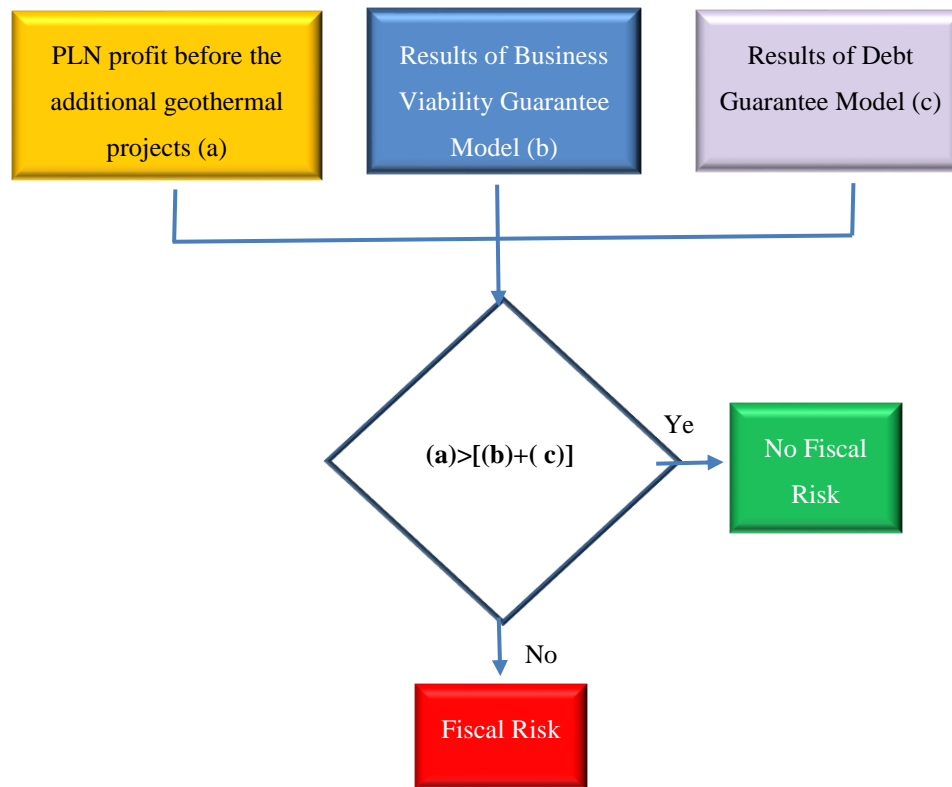 PLN profit before the
additional geothermal
projects (a)
Results of Business
Viability Guarantee
Model (b)
Results of Debt
Guarantee Model (c)
(a)>[(b)+( c)]
Ye
No Fiscal
Risk
No
Fiscal Risk